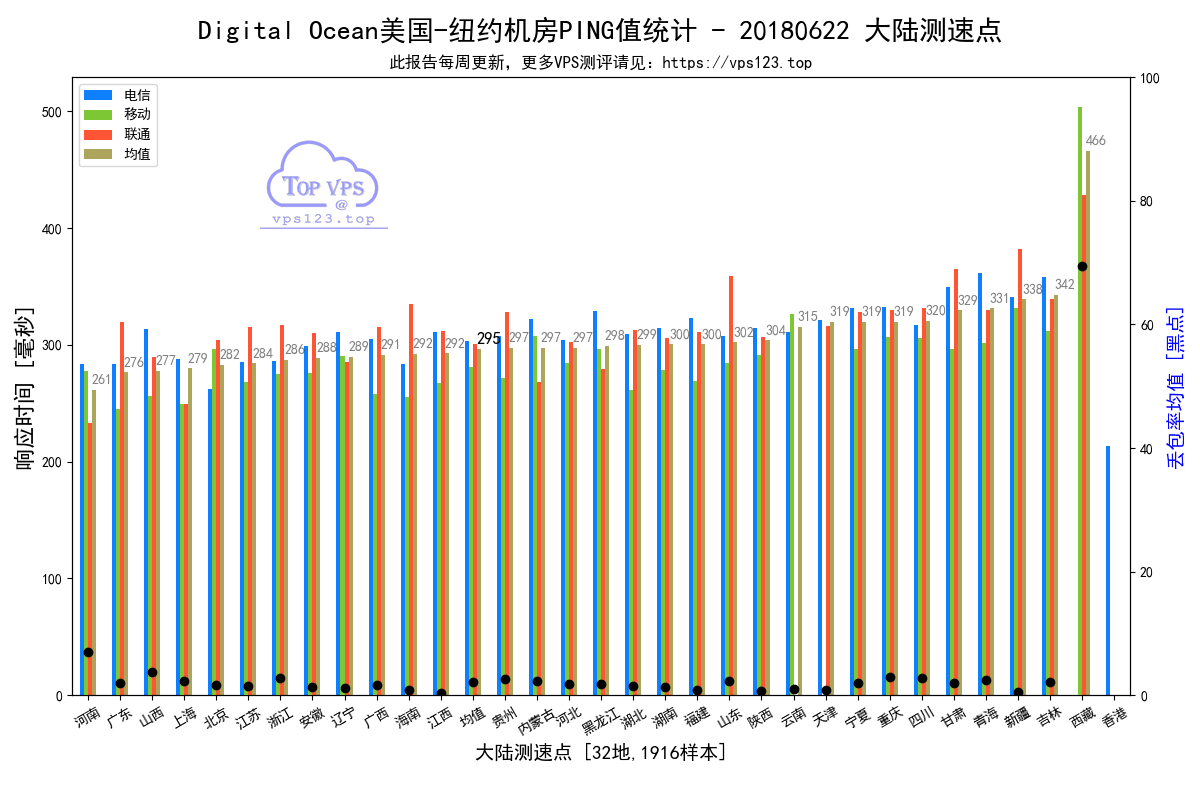 Digital Ocean美国-纽约机房PING值统计 - 20180622 大陆测速点
此报告每周更新，更多VPS测评请见：https://vps123.top
电信
移动
联通
均值
TOP VPS
@
vps123.top
响应时间 [毫秒]
500
400
300
200
100
0
100
80
60
40
20
0
丢包率均值 [黑点]
261 276 277 279 282 284 286 288 289 291 292 292 295 297 297 297 298 299 300 300 302 304 315 319 319 319 320 329 331 338 342 466
河南 广东 山西 上海 北京 江苏 浙江 安徽 辽宁 广西 海南 江西 均值 贵州 内蒙古 河北 黑龙江 湖北 湖南 福建 山东 陕西 云南 天津 宁夏 重庆 四川 甘肃 青海 新疆 吉林 西藏 香港
大陆测速点 [32地,1916样本]